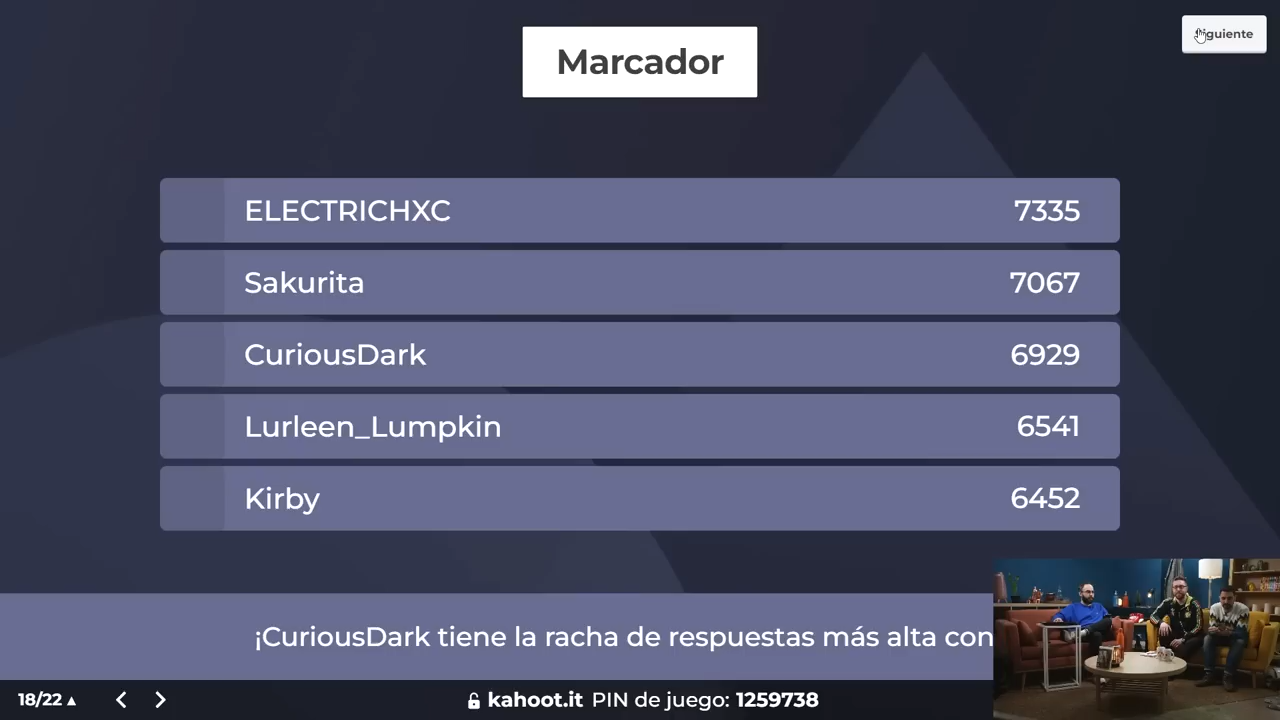 Marcador
Siguiente
ELECTRICHXC 7335
Sakurita 7067
CuriousDark 6929
Lurleen_Lumpkin 6541
Kirby 6452
¡CuriousDark tiene la racha de respuestas más alta con
18/22 ▲
kahoot.it PIN de juego: 1259738